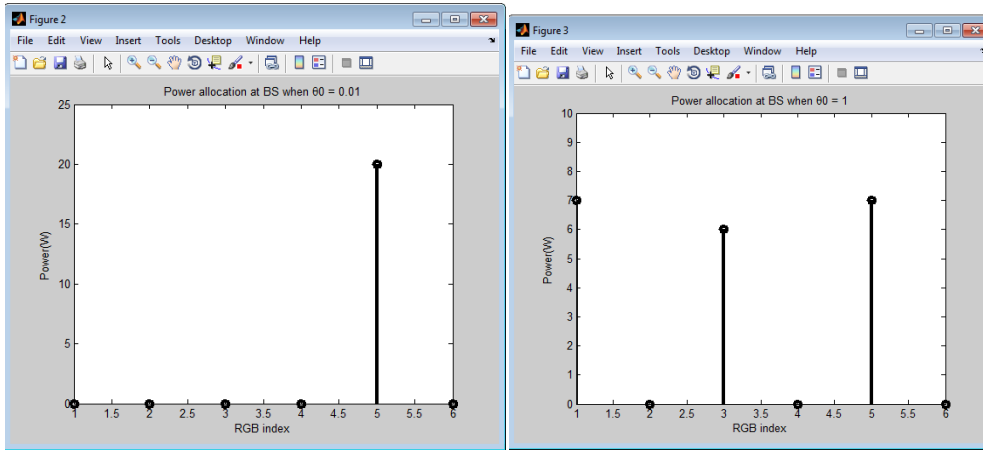 Figure 2
File Edit View Insert Tools Desktop Window Help
Power allocation at BS when θ0 = 0.01
25
20
15
10
5
0
Power(W)
1 1.5 2 2.5 3 3.5 4 4.5 5 5.5 6
RGB index
Figure 3
File Edit View Insert Tools Desktop Window Help
Power allocation at BS when θ0 = 1
10
9
8
7
6
5
4
3
2
1
0
Power(W)
1 1.5 2 2.5 3 3.5 4 4.5 5 5.5 6
RGB index